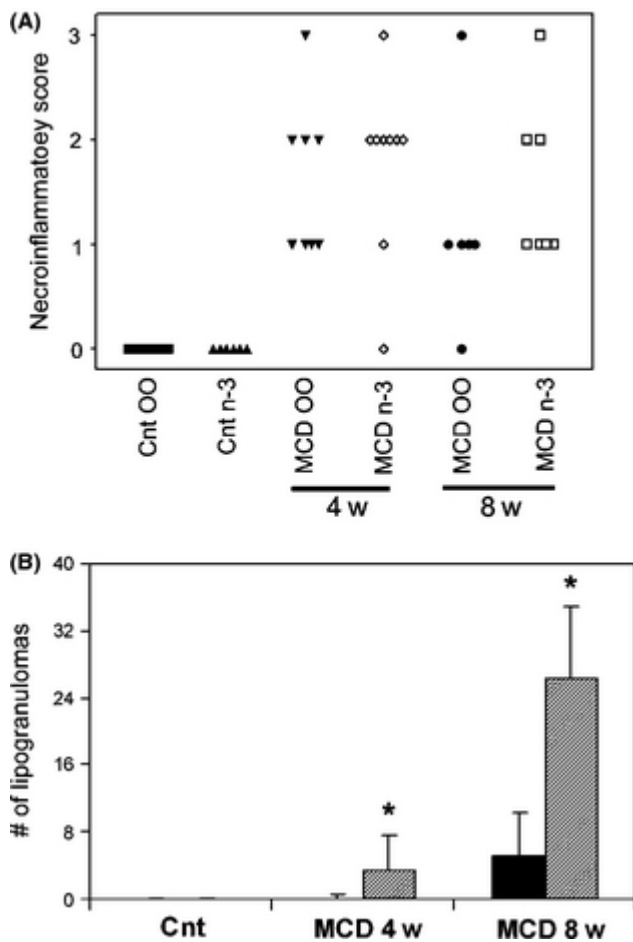 (A)
3
2
1
0
Necroinflammatoey score
Cnt OO
Cnt n-3
MCD OO
MCD n-3
MCD OO
MCD n-3
4 w
8 w
(B)
40
32
24
16
8
0
# of lipogranulomas
*
*
Cnt
MCD 4 w
MCD 8 w